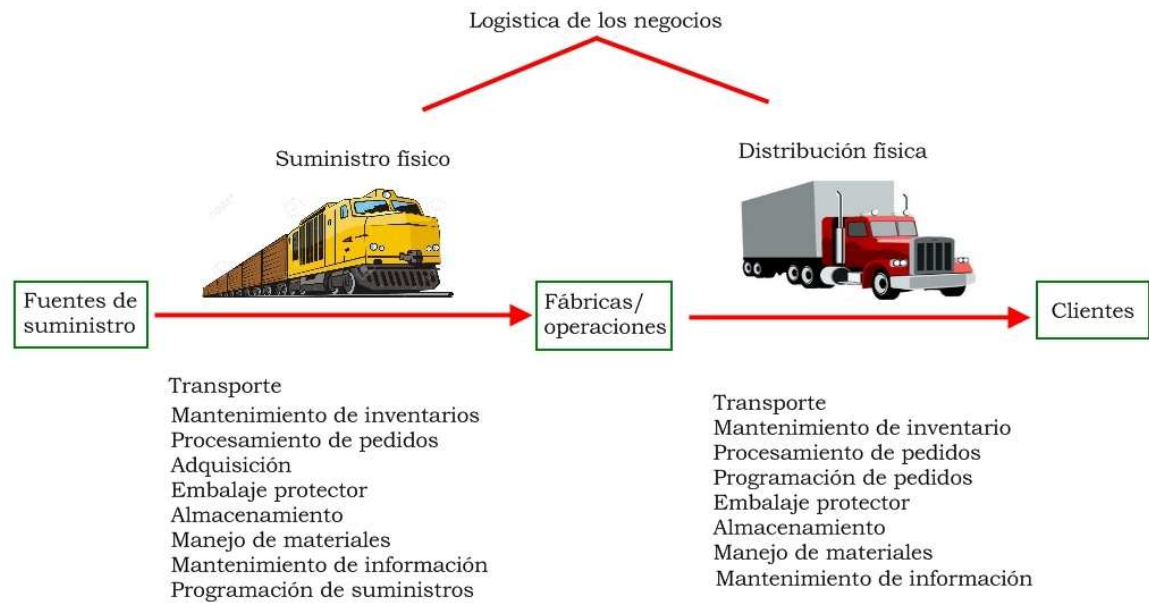 Logistica de los negocios
Suministro físico
Distribución física
Fuentes de
suministro
Fábricas/
operaciones
Clientes
Transporte
Mantenimiento de inventarios
Procesamiento de pedidos
Adquisición
Embalaje protector
Almacenamiento
Manejo de materiales
Mantenimiento de información
Programación de suministros
Transporte
Mantenimiento de inventario
Procesamiento de pedidos
Programación de pedidos
Embalaje protector
Almacenamiento
Manejo de materiales
Mantenimiento de información